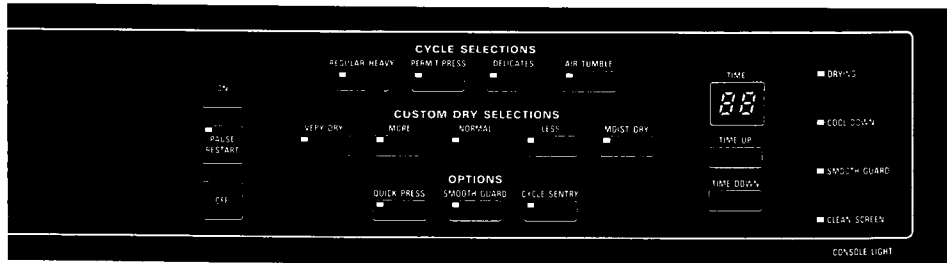 CYCLE SELECTIONS
REGULAR HEAVY PERM'T PRESS DELICATES AIR TUMBLE
ON
TIME
88
DRYING
CUSTOM DRY SELECTIONS
VERY DRY MORE NORMAL LESS MOIST DRY
PAUSE
RESTART
COOL DOWN
TIME UP
SMOOTH GUARD
OPTIONS
QUICK PRESS SMOOTH GUARD CYCLE SENTRY
OFF
TIME DOWN
CLEAN SCREEN
CONSOLE LIGHT